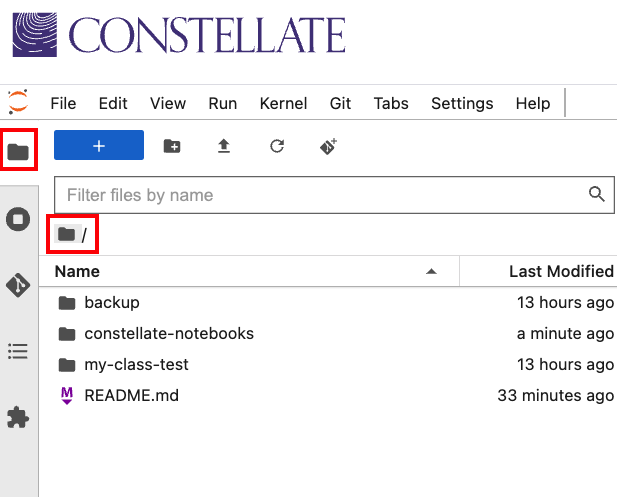 CONSTELLATE
File Edit View Run Kernel Git Tabs Settings Help
+
Filter files by name
/
Name Last Modified
backup 13 hours ago
constellate-notebooks a minute ago
my-class-test 13 hours ago
M README.md 33 minutes ago